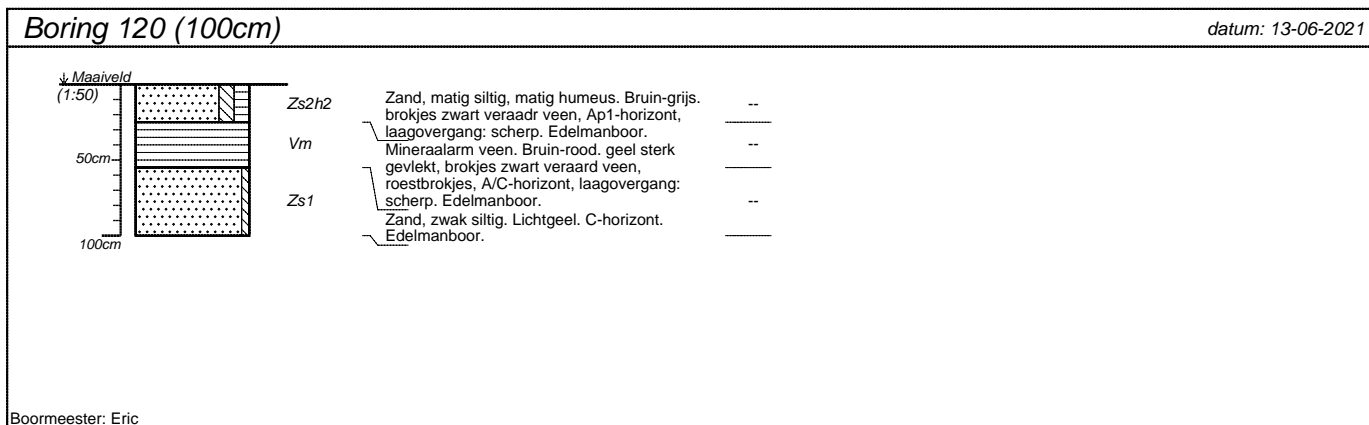 Boring 120 (100cm)
datum: 13-06-2021
Maaiveld
(1:50)
50cm
100cm
Zs2h2
Zand, matig siltig, matig humeus. Bruin-grijs.
brokjes zwart veraadr veen, Ap1-horizont,
laagovergang: scherp. Edelmanboor.
--
Vm
Mineraalarm veen. Bruin-rood. geel sterk
gevlekt, brokjes zwart veraard veen,
roestbrokjes, A/C-horizont, laagovergang:
scherp. Edelmanboor.
--
Zs1
Zand, zwak siltig. Lichtgeel. C-horizont.
Edelmanboor.
--
Boormeester: Eric